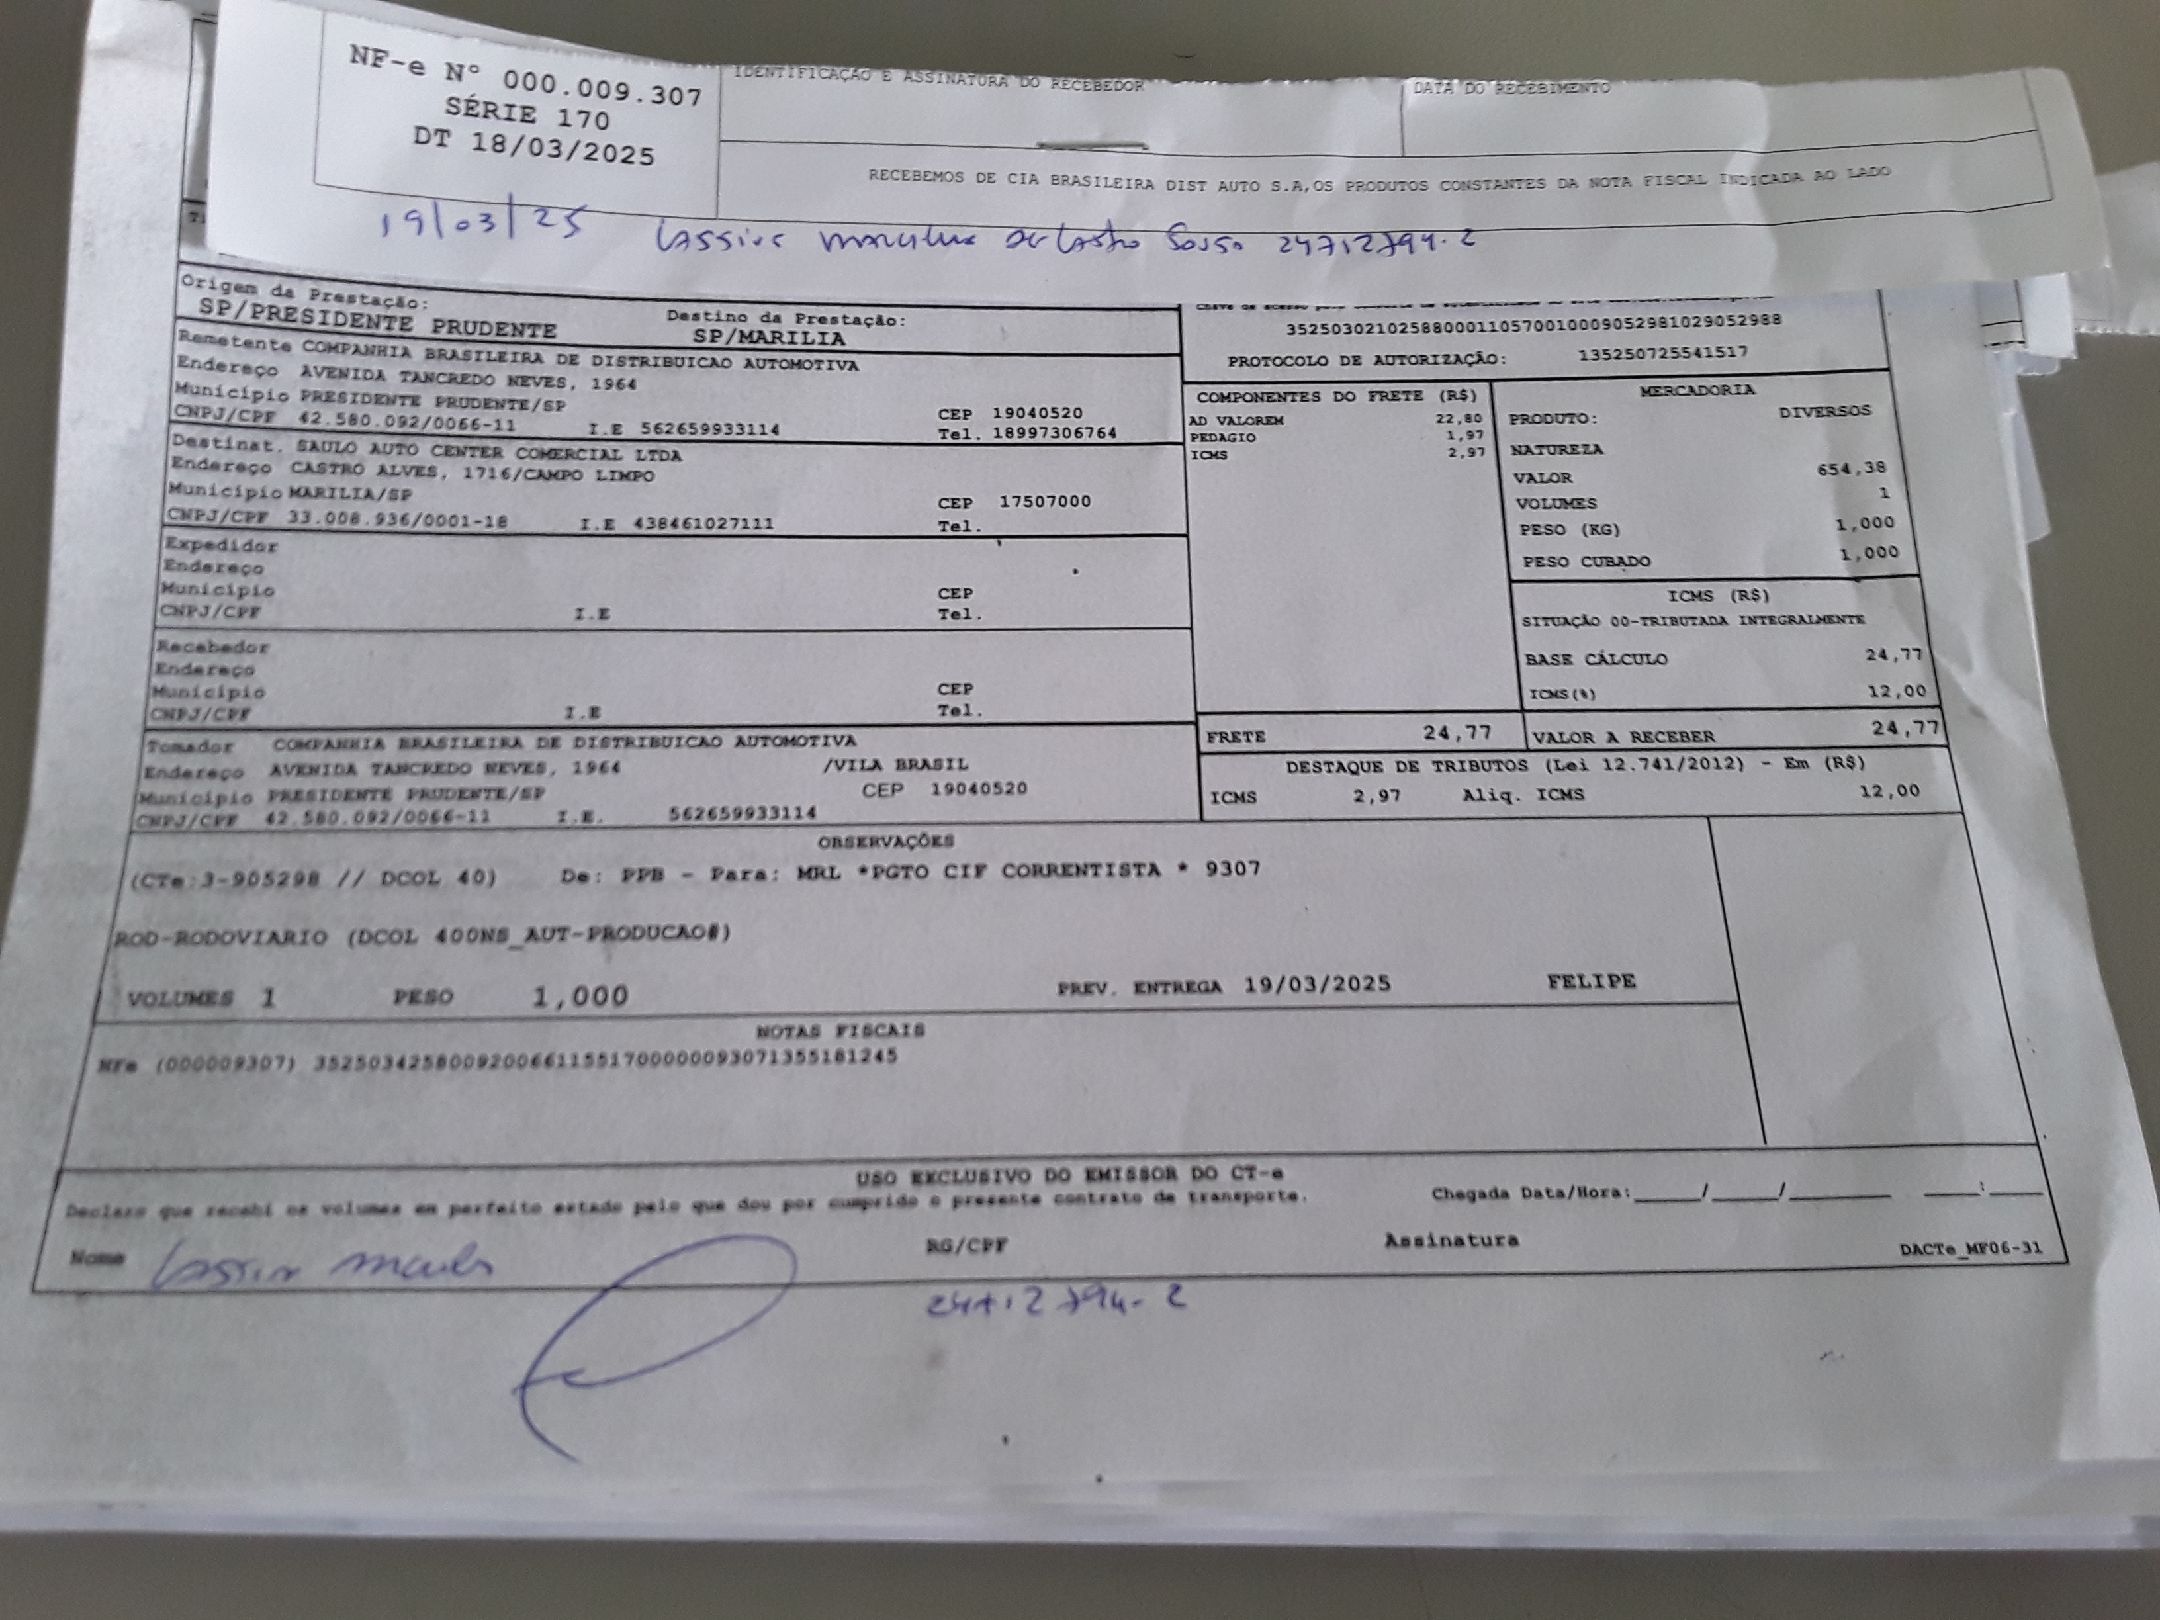 NF-e Nº 000.009.307
SÉRIE 170
DT 18/03/2025
IDENTIFICAÇÃO E ASSINATURA DO RECEBEDOR
DATA DO RECEBIMENTO
RECEBEMOS DE CIA BRASILEIRA DIST AUTO S.A,OS PRODUTOS CONSTANTES DA NOTA FISCAL INDICADA AO LADO
19/03/25 de Castro Souza 24712794-2
Origem da Prestação:
SP/PRESIDENTE PRUDENTE
Destino da Prestação:
SP/MARILIA
35250302102588000110570010009052981029052988
PROTOCOLO DE AUTORIZAÇÃO: 135250725541517
Remetente COMPANHIA BRASILEIRA DE DISTRIBUICAO AUTOMOTIVA
Endereço AVENIDA TANCREDO NEVES, 1964
Município PRESIDENTE PRUDENTE/SP CEP 19040520
CNPJ/CPF 42.580.092/0066-11 I.E 562659933114 Tel. 18997306764
Destinat. SAULO AUTO CENTER COMERCIAL LTDA
Endereço CASTRO ALVES, 1716/CAMPO LIMPO
Município MARILIA/SP CEP 17507000
CNPJ/CPF 33.008.936/0001-18 I.E 438461027111 Tel.
Expedidor
Endereço
Município CEP
CNPJ/CPF I.E Tel.
Recebedor
Endereço
Município CEP
CNPJ/CPF I.E Tel.
Tomador COMPANHIA BRASILEIRA DE DISTRIBUICAO AUTOMOTIVA
Endereço AVENIDA TANCREDO NEVES, 1964 /VILA BRASIL
Município PRESIDENTE PRUDENTE/SP CEP 19040520
CNPJ/CPF 42.580.092/0066-11 I.E. 562659933114
COMPONENTES DO FRETE (R$)
AD VALOREM 22,80
PEDAGIO 1,97
ICMS 2,97
MERCADORIA
PRODUTO: DIVERSOS
NATUREZA
VALOR 654,38
VOLUMES 1
PESO (KG) 1,000
PESO CUBADO 1,000
ICMS (R$)
SITUAÇÃO 00-TRIBUTADA INTEGRALMENTE
BASE CÁLCULO 24,77
ICMS(%) 12,00
FRETE 24,77 VALOR A RECEBER 24,77
DESTAQUE DE TRIBUTOS (Lei 12.741/2012) - Em (R$)
ICMS 2,97 Aliq. ICMS 12,00
OBSERVAÇÕES
(CTe:3-905298 // DCOL 40) De: PPB - Para: MRL *PGTO CIF CORRENTISTA * 9307
ROD-RODOVIARIO (DCOL 400NS_AUT-PRODUCAO#)
VOLUMES 1 PESO 1,000 PREV. ENTREGA 19/03/2025 FELIPE
NOTAS FISCAIS
NFe (000009307) 35250342580092006611551700000093071355181245
USO EXCLUSIVO DO EMISSOR DO CT-e
Declaro que recebi os volumes em perfeito estado pelo que dou por cumprido o presente contrato de transporte. Chegada Data/Hora:_____/_____/_______ ____:____
Nome RG/CPF Assinatura DACTe_MF06-31
24712794-2